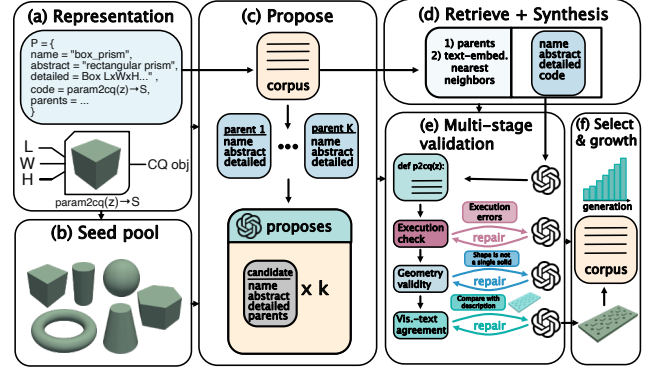 (a) Representation
P = {
name = "box_prism",
abstract = "rectangular prism",
detailed = Box LxWxH..." ,
code = param2cq(z)→S,
parents = ...
}
L
W
H
CQ obj
param2cq(z)→S
(b) Seed pool
(c) Propose
corpus
parent 1
name
abstract
detailed
•••
parent K
name
abstract
detailed
proposes
candidate
name
abstract
detailed
parents
x k
(d) Retrieve + Synthesis
1) parents
2) text-embed.
nearest
neighbors
name
abstract
detailed
code
(e) Multi-stage
validation
def p2cq(z):
Execution
check
Execution
errors
repair
Geometry
validity
Shape is not
a single solid
repair
Vis.-text
agreement
Compare with
description
repair
(f) Select
& growth
generation
corpus